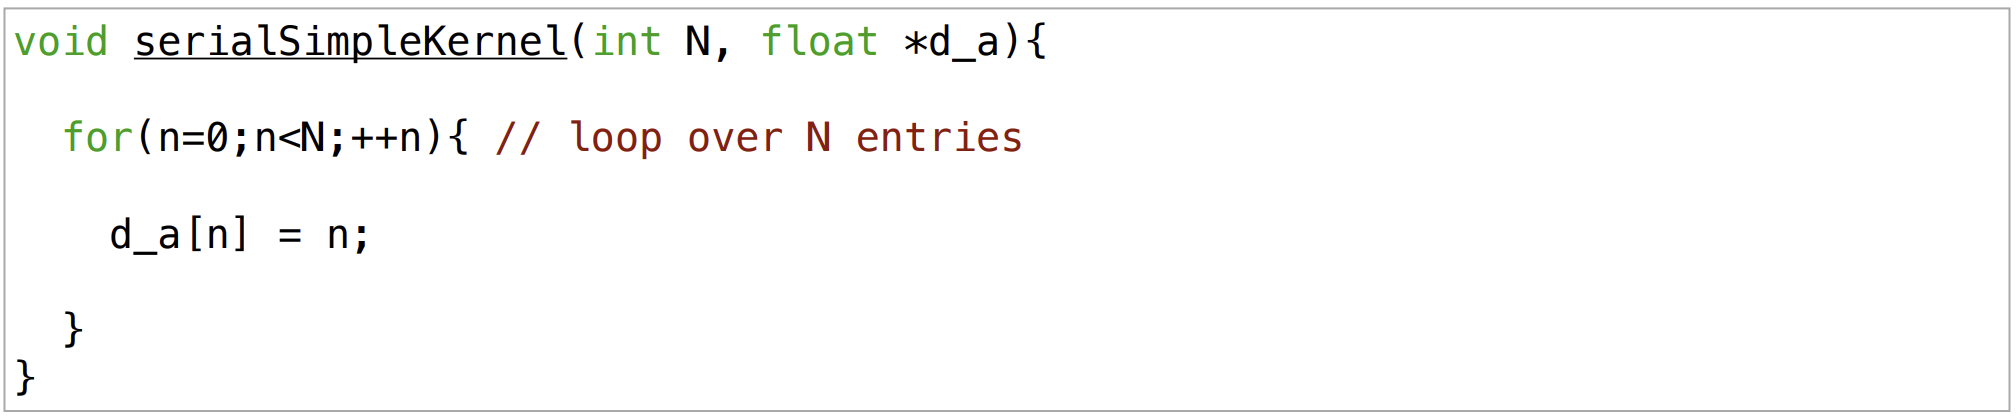 void serialSimpleKernel(int N, float *d_a){
for(n=0;n<N;++n){ // loop over N entries
d_a[n] = n;
}
}